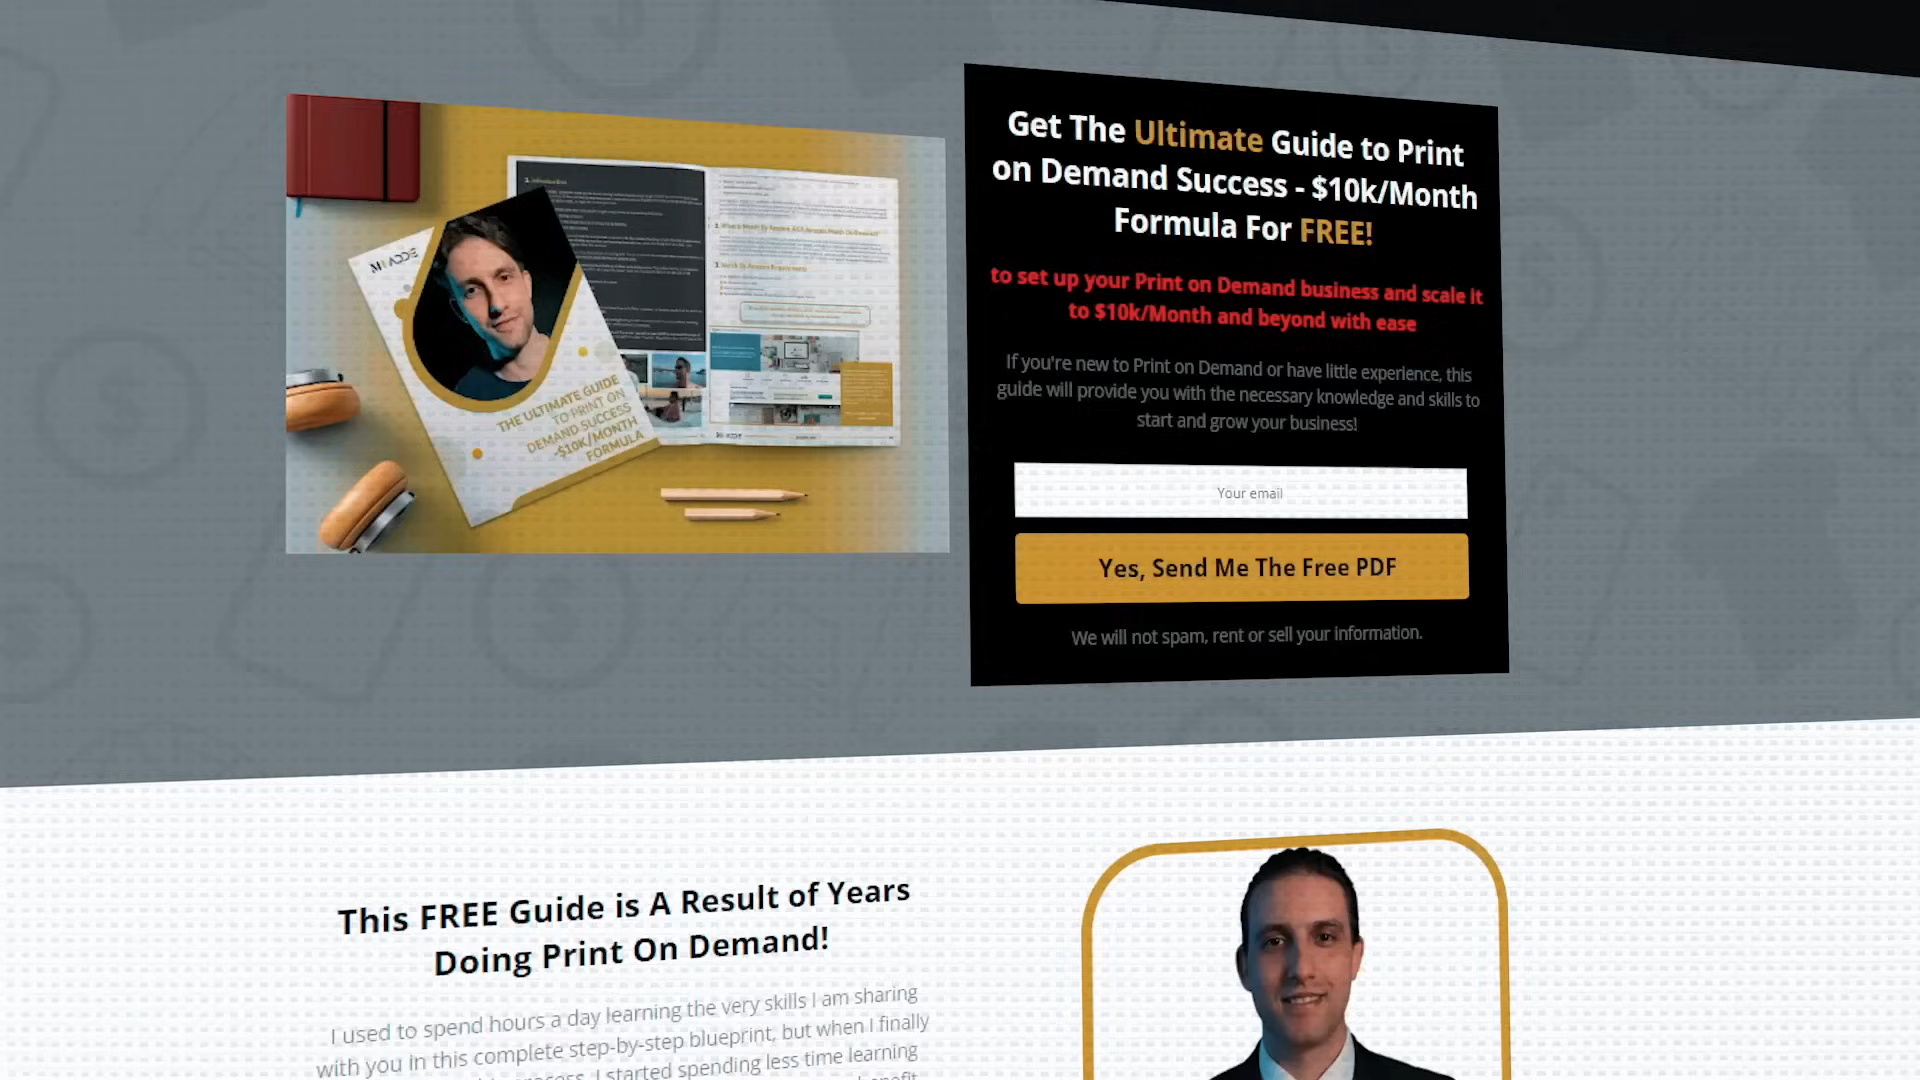 THE ULTIMATE GUIDE
TO PRINT ON
DEMAND SUCCESS
-$10K/MONTH
FORMULA
Get The Ultimate Guide to Print
on Demand Success - $10k/Month
Formula For FREE!
to set up your Print on Demand business and scale it
to $10k/Month and beyond with ease
If you're new to Print on Demand or have little experience, this
guide will provide you with the necessary knowledge and skills to
start and grow your business!
Your email
Yes, Send Me The Free PDF
We will not spam, rent or sell your information.
This FREE Guide is A Result of Years
Doing Print On Demand!
I used to spend hours a day learning the very skills I am sharing
with you in this complete step-by-step blueprint, but when I finally
I started spending less time learning